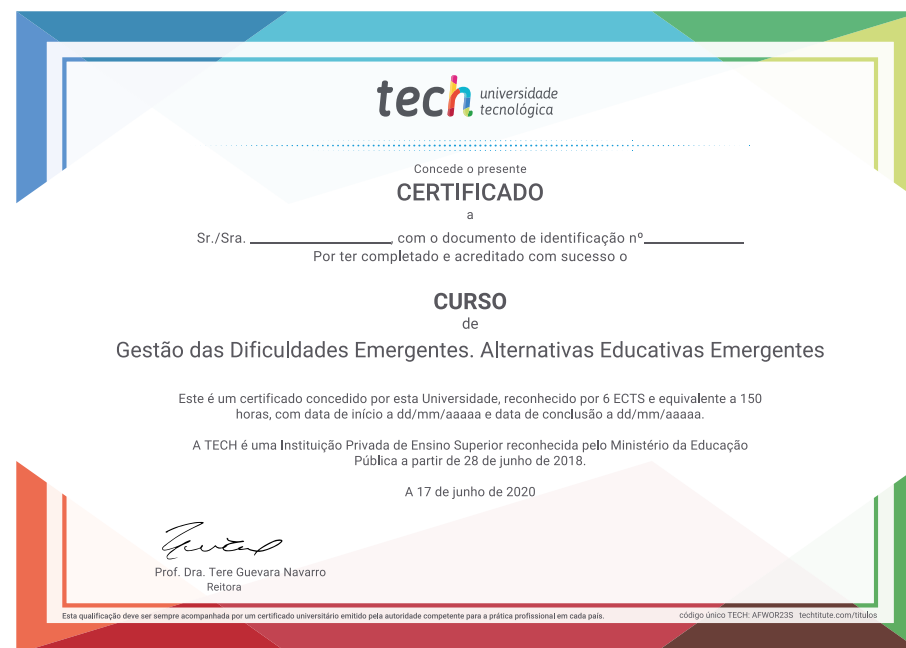 tech universidade
tecnológica
Concede o presente
CERTIFICADO
a
Sr./Sra. ____________________, com o documento de identificação nº______________
Por ter completado e acreditado com sucesso o
CURSO
de
Gestão das Dificuldades Emergentes. Alternativas Educativas Emergentes
Este é um certificado concedido por esta Universidade, reconhecido por 6 ECTS e equivalente a 150
horas, com data de início a dd/mm/aaaaa e data de conclusão a dd/mm/aaaaa.
A TECH é uma Instituição Privada de Ensino Superior reconhecida pelo Ministério da Educação
Pública a partir de 28 de junho de 2018.
A 17 de junho de 2020
Prof. Dra. Tere Guevara Navarro
Reitora
Esta qualificação deve ser sempre acompanhada por um certificado universitário emitido pela autoridade competente para a prática profissional em cada país.
código único TECH: AFWOR23S techtitute.com/titulos